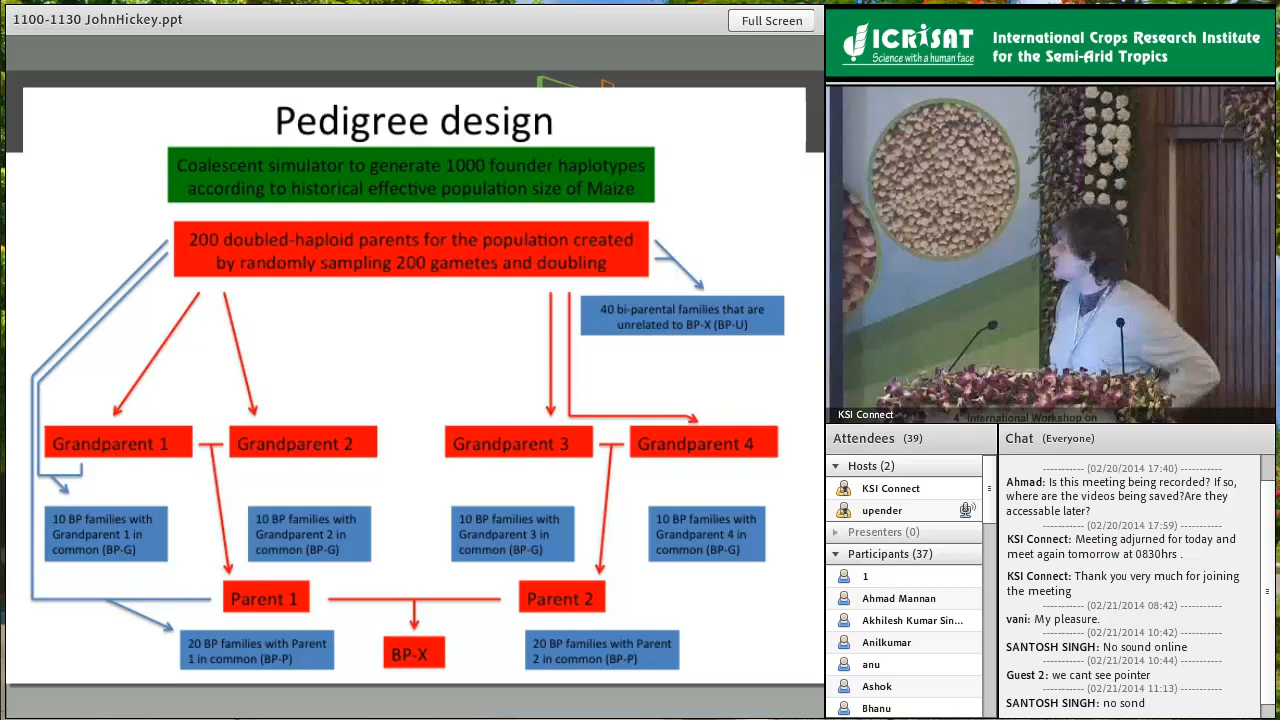 1100-1130 JohnHickey.ppt
Full Screen
Pedigree design
Coalescent simulator to generate 1000 founder haplotypes
according to historical effective population size of Maize
200 doubled-haploid parents for the population created
by randomly sampling 200 gametes and doubling
40 bi-parental families that are
unrelated to BP-X (BP-U)
Grandparent 1
Grandparent 2
Grandparent 3
Grandparent 4
10 BP families with
Grandparent 1 in
common (BP-G)
10 BP families with
Grandparent 2 in
common (BP-G)
10 BP families with
Grandparent 3 in
common (BP-G)
10 BP families with
Grandparent 4 in
common (BP-G)
Parent 1
Parent 2
20 BP families with Parent
1 in common (BP-P)
BP-X
20 BP families with Parent
2 in common (BP-P)
ICRISAT
Science with a human face
International Crops Research Institute
for the Semi-Arid Tropics
KSI Connect
4 International Workshop on
Attendees (39)
Hosts (2)
KSI Connect
upender
Presenters (0)
Participants (37)
1
Ahmad Mannan
Akhilesh Kumar Sin...
Anilkumar
anu
Ashok
Bhanu
Chat (Everyone)
---------- (02/20/2014 17:40) ----------
Ahmad: Is this meeting being recorded? If so,
where are the videos being saved?Are they
accessable later?
---------- (02/20/2014 17:59) ----------
KSI Connect: Meeting adjurned for today and
meet again tomorrow at 0830hrs .
KSI Connect: Thank you very much for joining
the meeting
---------- (02/21/2014 08:42) ----------
vani: My pleasure.
---------- (02/21/2014 10:42) ----------
SANTOSH SINGH: No sound online
---------- (02/21/2014 10:44) ----------
Guest 2: we cant see pointer
---------- (02/21/2014 11:13) ----------
SANTOSH SINGH: no sond